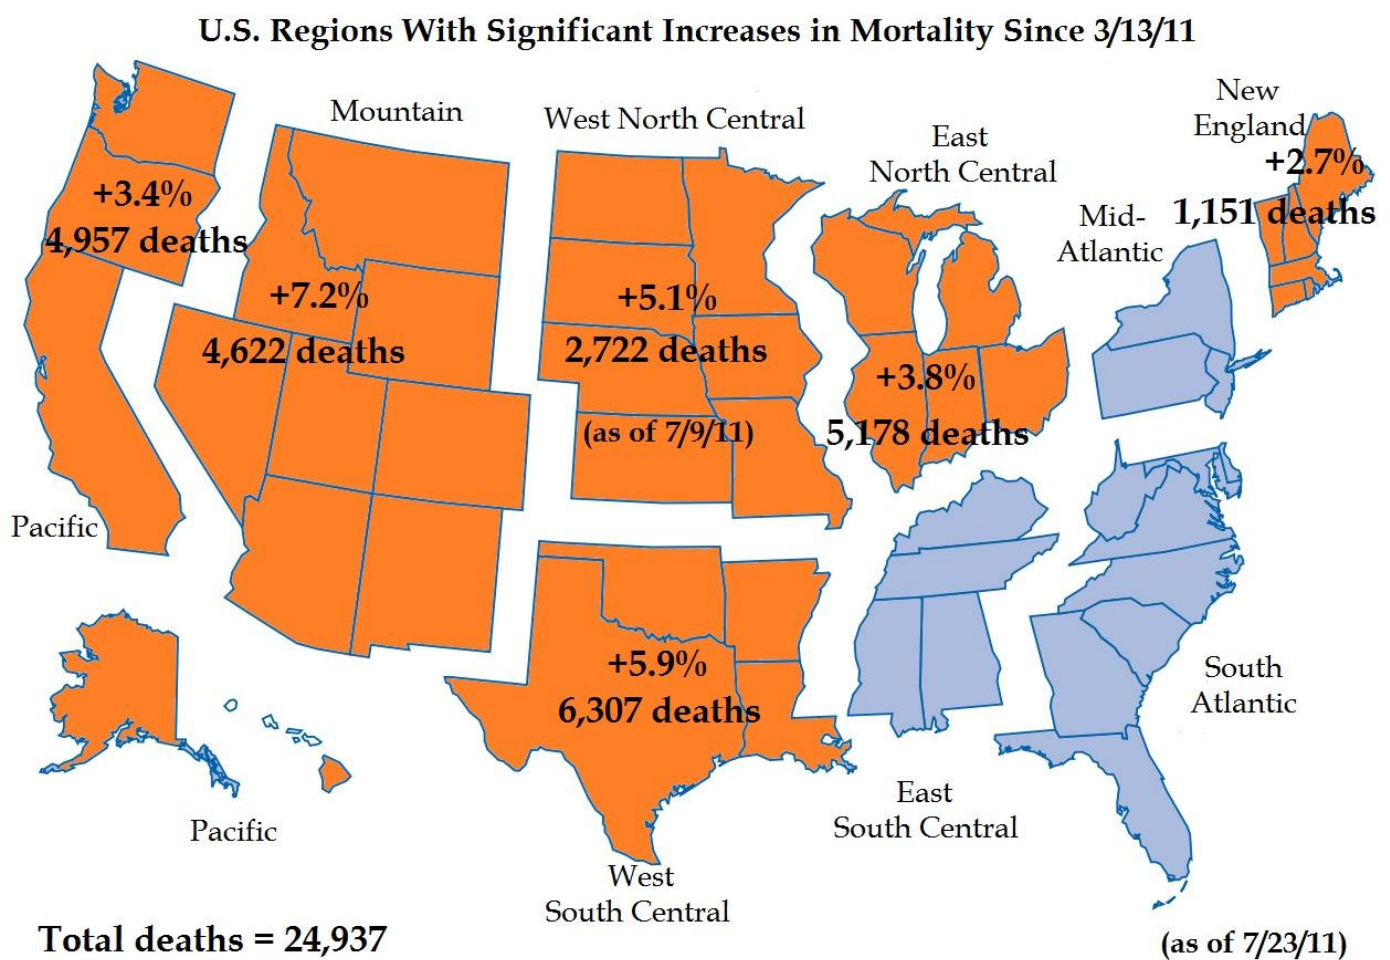 U.S. Regions With Significant Increases in Mortality Since 3/13/11
Mountain
West North Central
East
North Central
New
England
+2.7%
1,151 deaths
Mid-
Atlantic
+3.4%
4,957 deaths
+7.2%
4,622 deaths
+5.1%
2,722 deaths
(as of 7/9/11)
+3.8%
5,178 deaths
Pacific
+5.9%
6,307 deaths
South
Atlantic
Pacific
East
South Central
West
South Central
Total deaths = 24,937
(as of 7/23/11)